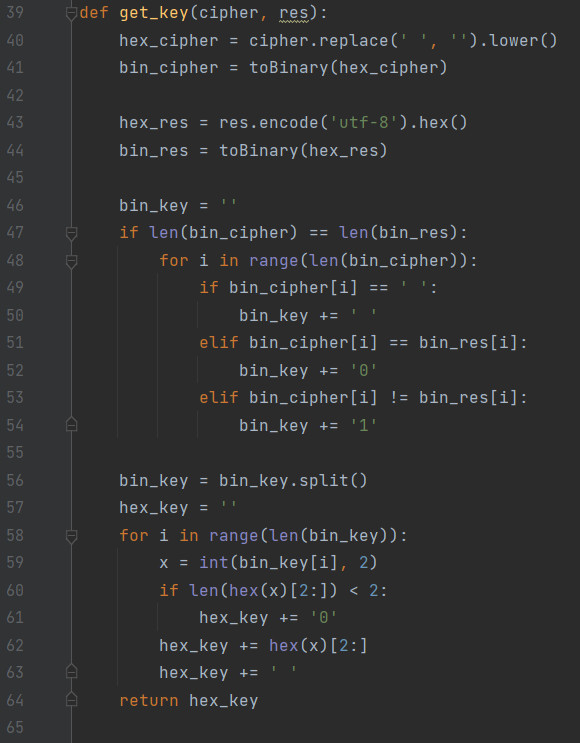 39 def get_key(cipher, res):
40     hex_cipher = cipher.replace(' ', '').lower()
41     bin_cipher = toBinary(hex_cipher)
42
43     hex_res = res.encode('utf-8').hex()
44     bin_res = toBinary(hex_res)
45
46     bin_key = ''
47     if len(bin_cipher) == len(bin_res):
48         for i in range(len(bin_cipher)):
49             if bin_cipher[i] == ' ':
50                 bin_key += ' '
51             elif bin_cipher[i] == bin_res[i]:
52                 bin_key += '0'
53             elif bin_cipher[i] != bin_res[i]:
54                 bin_key += '1'
55
56     bin_key = bin_key.split()
57     hex_key = ''
58     for i in range(len(bin_key)):
59         x = int(bin_key[i], 2)
60         if len(hex(x)[2:]) < 2:
61             hex_key += '0'
62         hex_key += hex(x)[2:]
63         hex_key += ' '
64     return hex_key
65